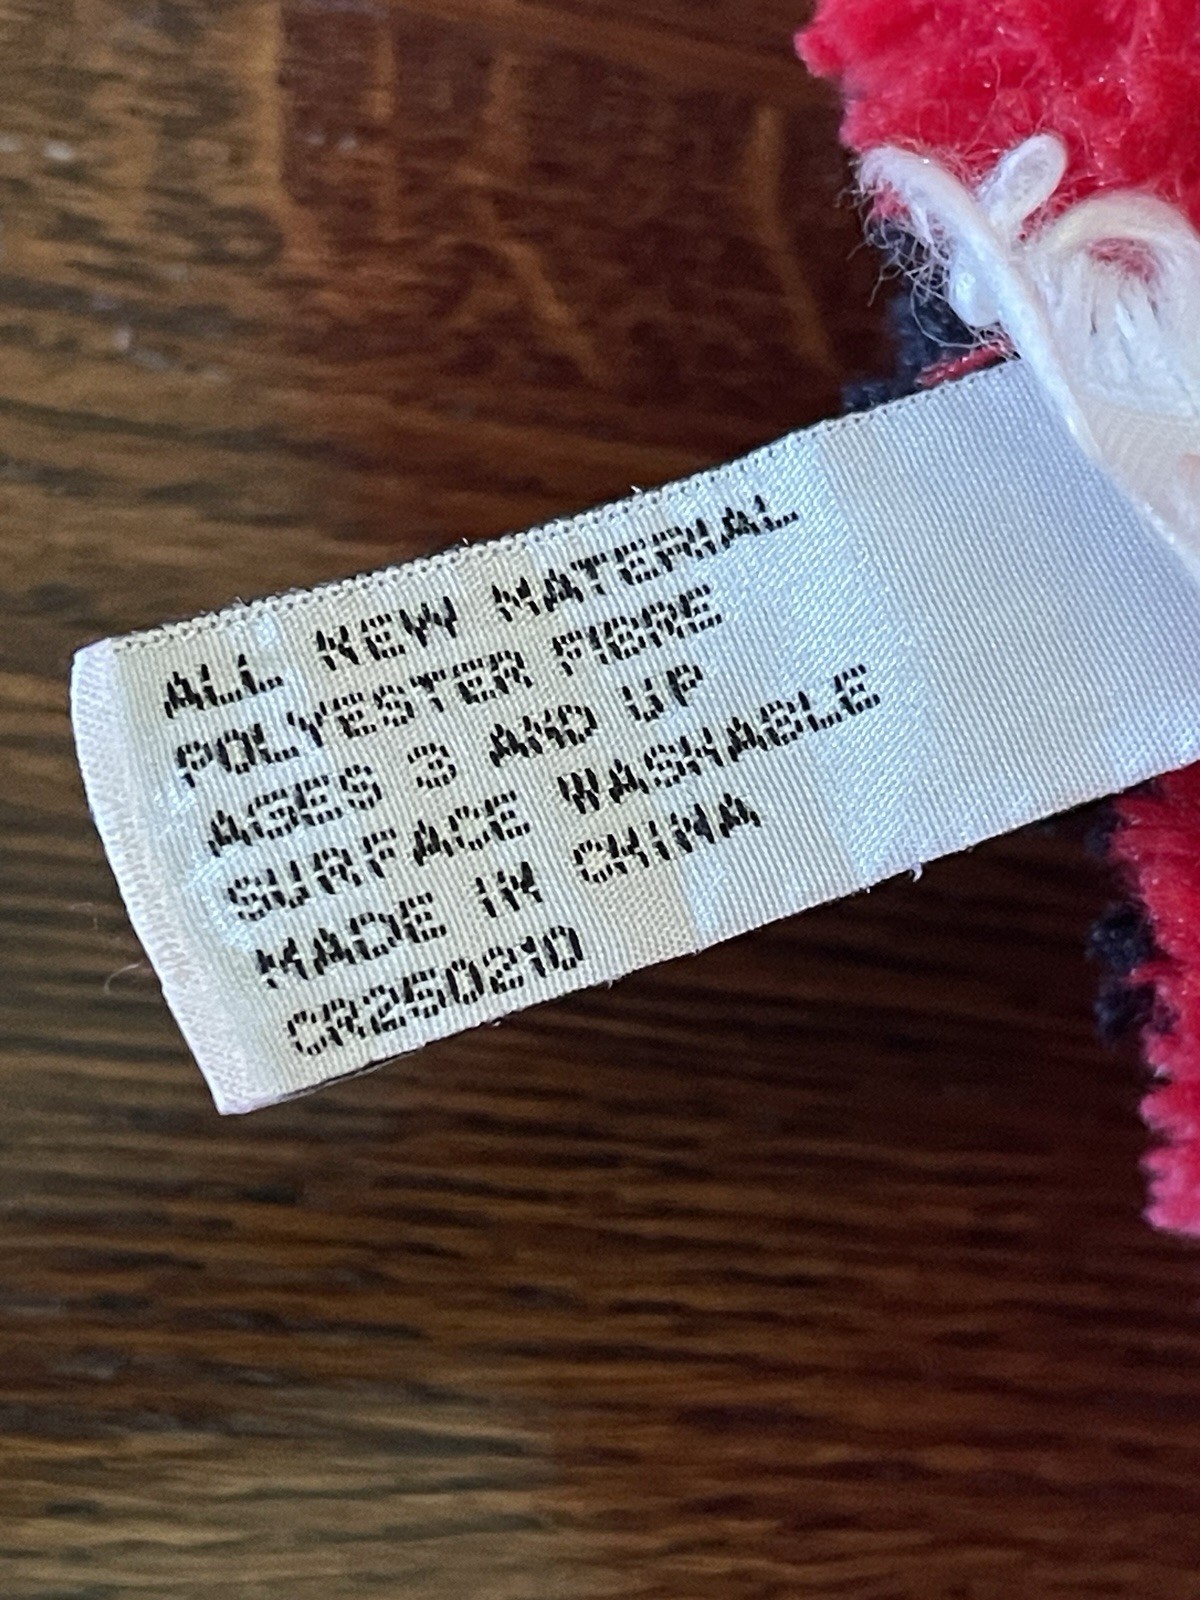 ALL NEW MATERIAL
POLYESTER FIBRE
AGES 3 AND UP
SURFACE WASHABLE
MADE IN CHINA
CR250210